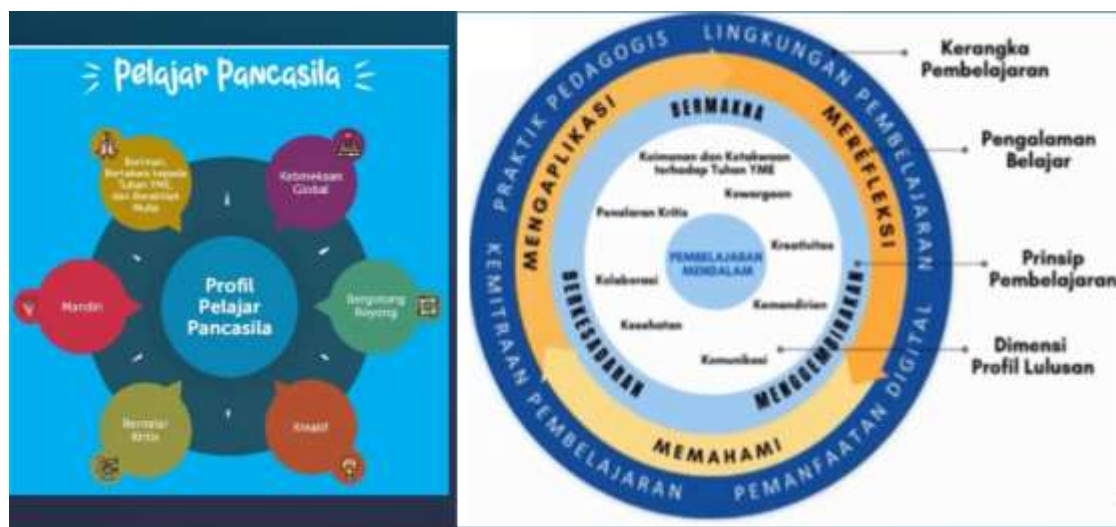 Pelajar Pancasila
Beriman,
Bertakwa kepada
Tuhan YME,
dan Berakhlak
Mulia
Kebinekaan
Global
Mandiri
Profil
Pelajar
Pancasila
Bergotong
Royong
Bernalar
Kritis
Kreatif
PRAKTIK PEDAGOGIS
LINGKUNGAN PEMBELAJARAN
KEMITRAAN PEMBELAJARAN
PEMANFAATAN DIGITAL
MENGAPLIKASI
MEREFLEKSI
MEMAHAMI
BERMAKNA
BERKESADARAN
MENGGEMBIRAKAN
Keimanan dan Ketakwaan
terhadap Tuhan YME
Kewargaan
Penalaran Kritis
Kreativitas
PEMBELAJARAN
MENDALAM
Kolaborasi
Kemandirian
Kesehatan
Komunikasi
Kerangka
Pembelajaran
Pengalaman
Belajar
Prinsip
Pembelajaran
Dimensi
Profil Lulusan